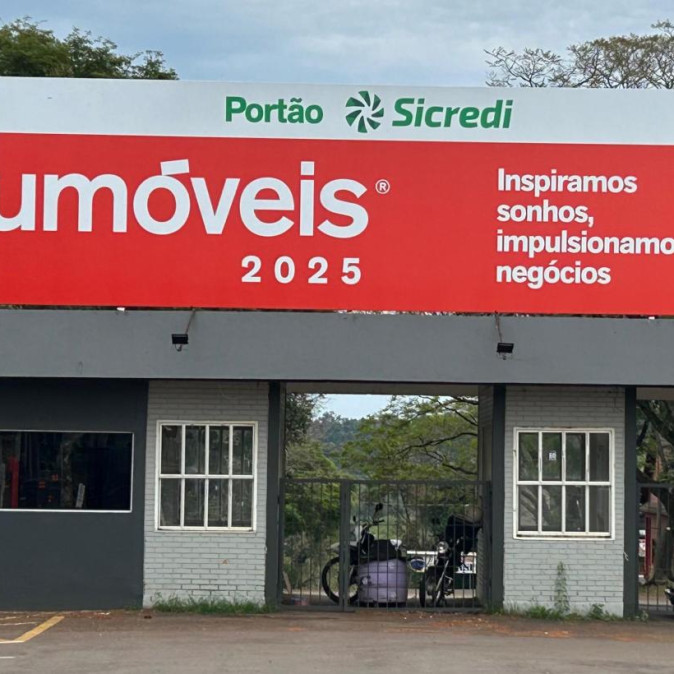 Portão Sicredi
umóveis®
2025
Inspiramos
sonhos,
impulsionamo
negócios